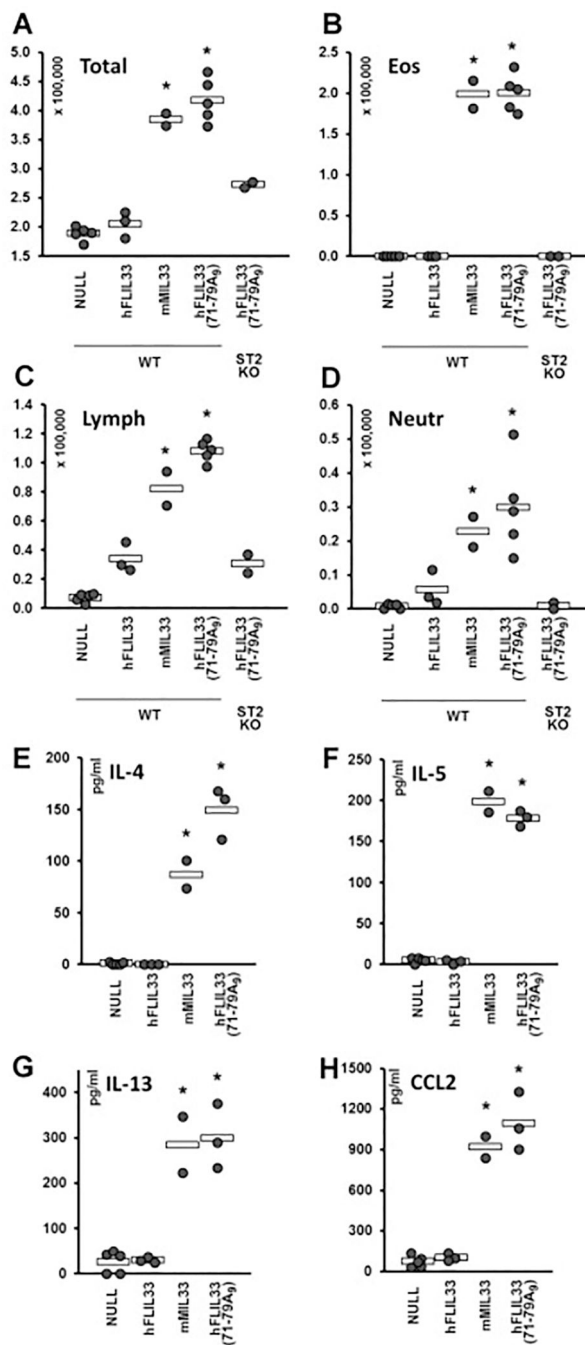 A
Total
x 100,000
5.0
4.5
4.0
3.5
3.0
2.5
2.0
1.5
1.0
★
★
NULL
hFLIL33
mMIL33
hFLIL33
(71-79A9)
hFLIL33
(71-79A9)
WT
ST2
KO
B
Eos
x 100,000
2.5
2.0
1.5
1.0
0.5
0.0
★
★
NULL
hFLIL33
mMIL33
hFLIL33
(71-79A9)
hFLIL33
(71-79A9)
WT
ST2
KO
C
Lymph
x 100,000
1.4
1.2
1.0
0.8
0.6
0.4
0.2
0.0
★
★
NULL
hFLIL33
mMIL33
hFLIL33
(71-79A9)
hFLIL33
(71-79A9)
WT
ST2
KO
D
Neutr
x 100,000
0.6
0.5
0.4
0.3
0.2
0.1
0.0
★
★
NULL
hFLIL33
mMIL33
hFLIL33
(71-79A9)
hFLIL33
(71-79A9)
WT
ST2
KO
E
IL-4
pg/ml
200
150
100
50
0
★
★
NULL
hFLIL33
mMIL33
hFLIL33
(71-79A9)
F
IL-5
pg/ml
250
200
150
100
50
0
★
★
NULL
hFLIL33
mMIL33
hFLIL33
(71-79A9)
G
IL-13
pg/ml
400
300
200
100
0
★
★
NULL
hFLIL33
mMIL33
hFLIL33
(71-79A9)
H
CCL2
pg/ml
1500
1200
900
600
300
0
★
★
NULL
hFLIL33
mMIL33
hFLIL33
(71-79A9)